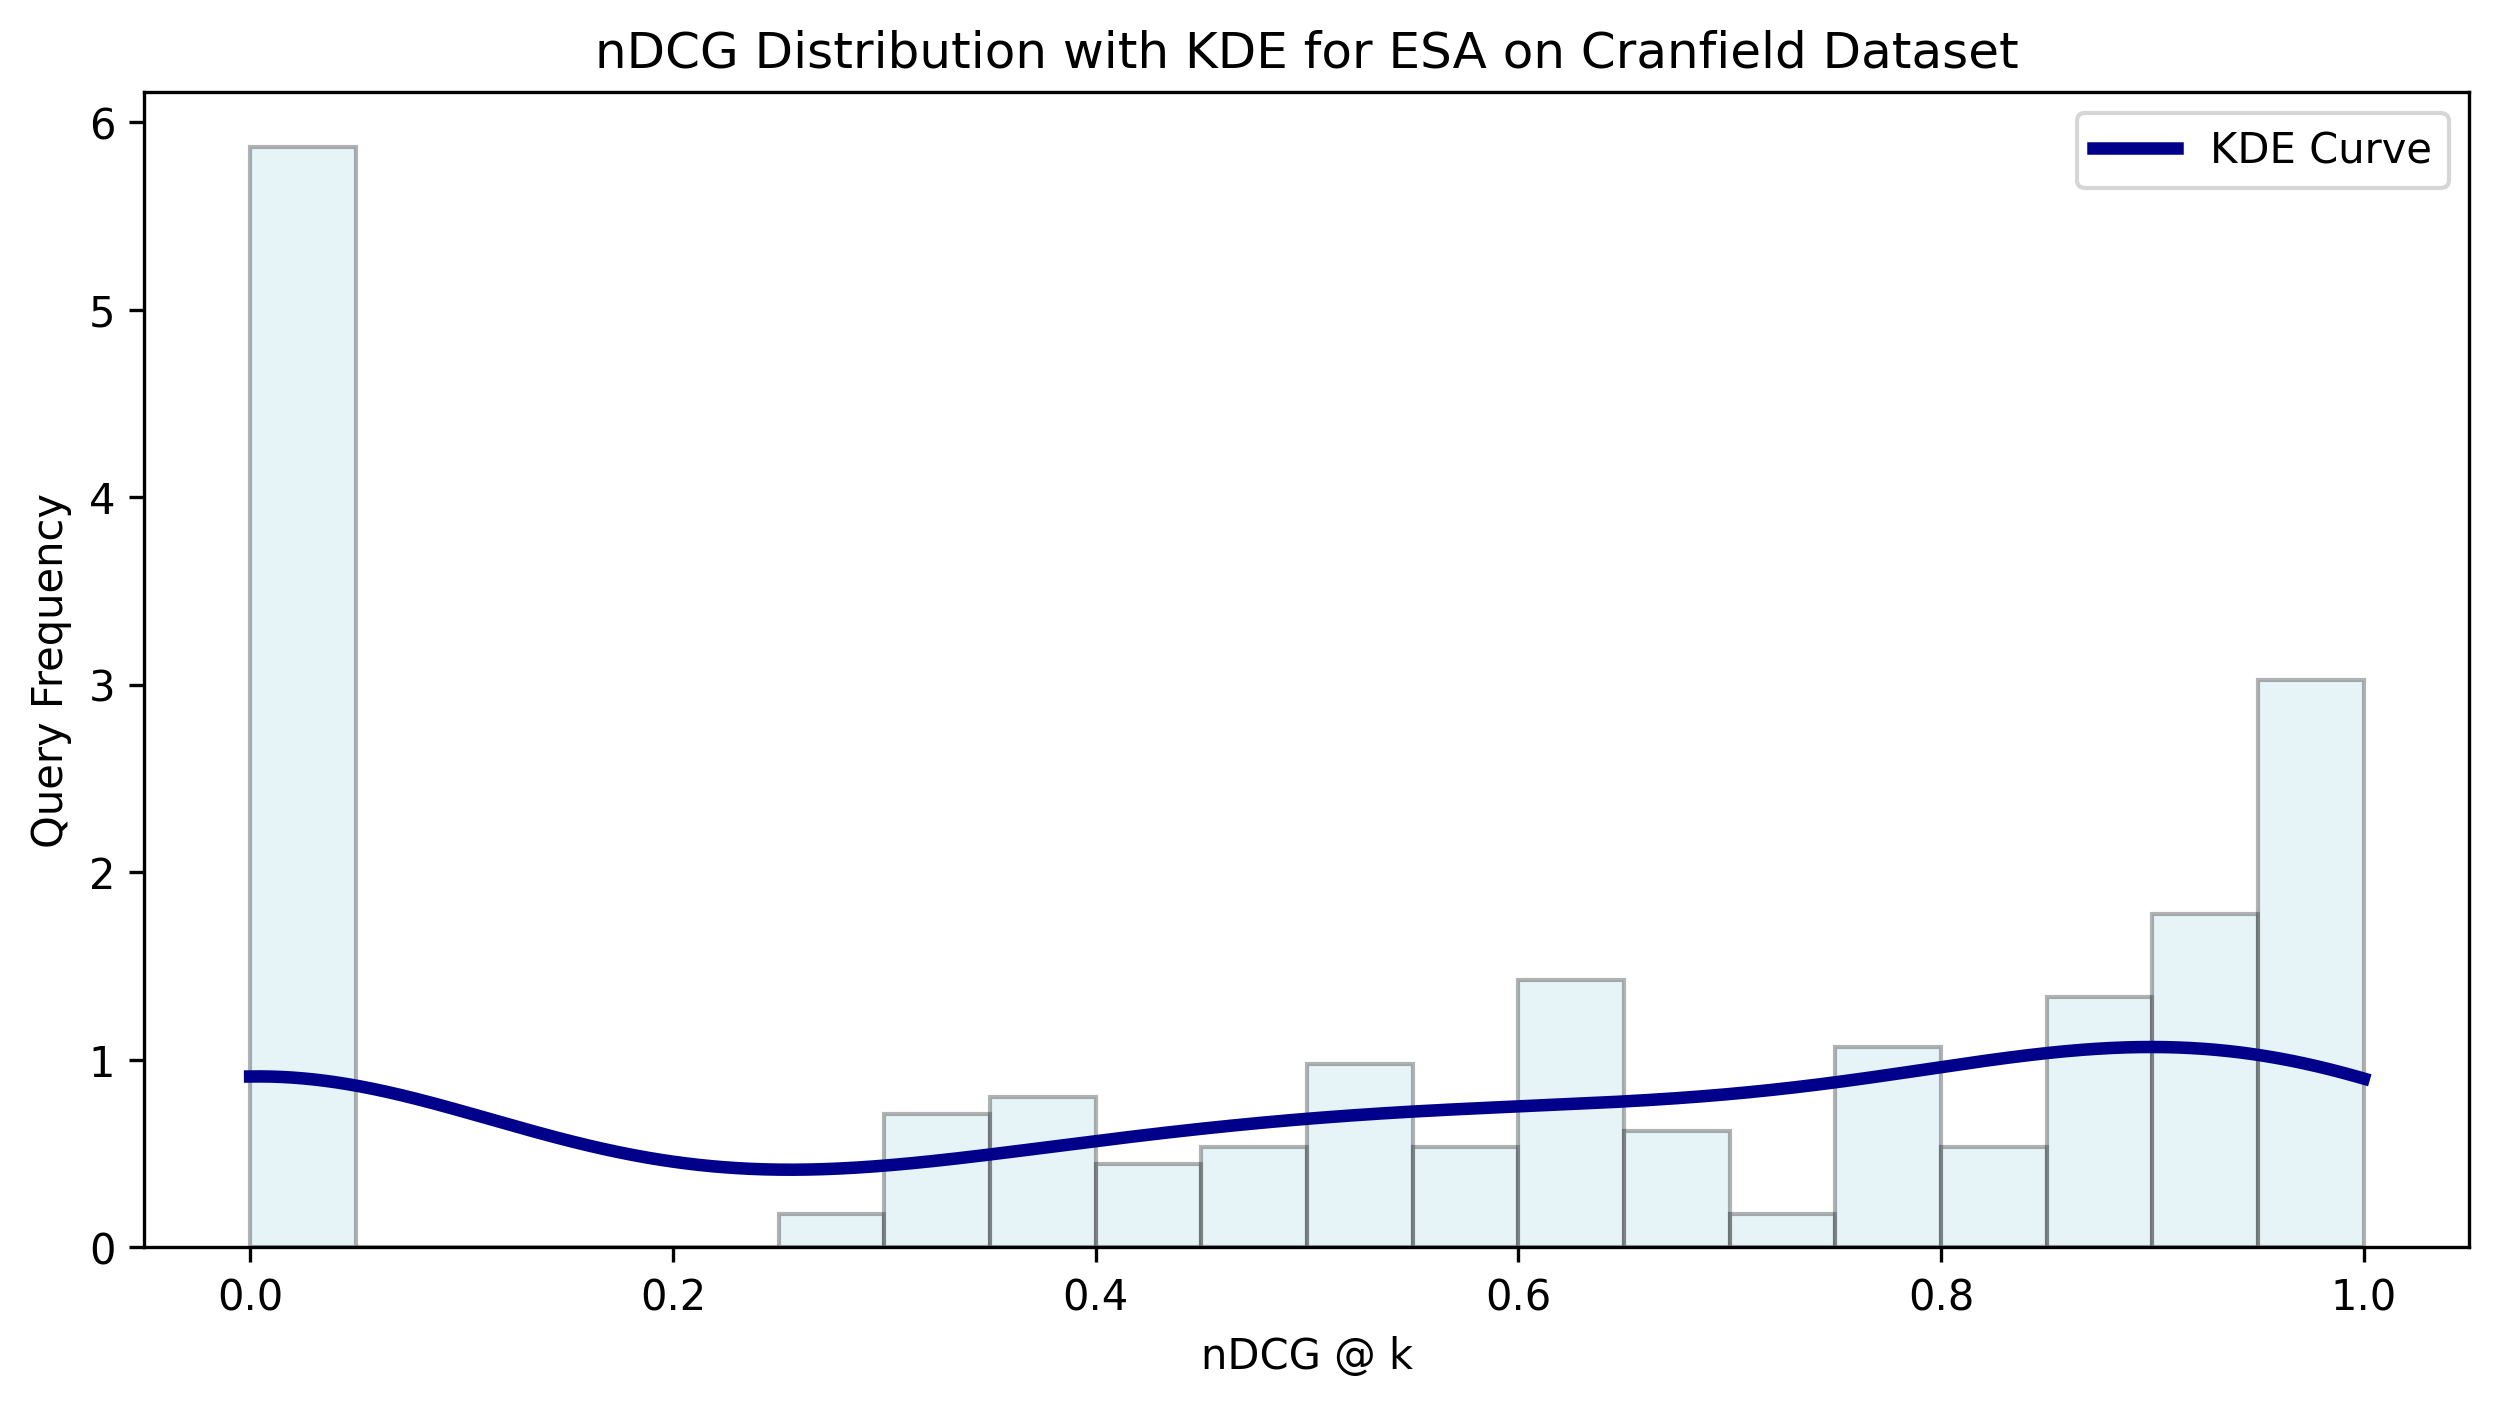 nDCG Distribution with KDE for ESA on Cranfield Dataset
KDE Curve
Query Frequency
6
5
4
3
2
1
0
0.0 0.2 0.4 0.6 0.8 1.0
nDCG @ k